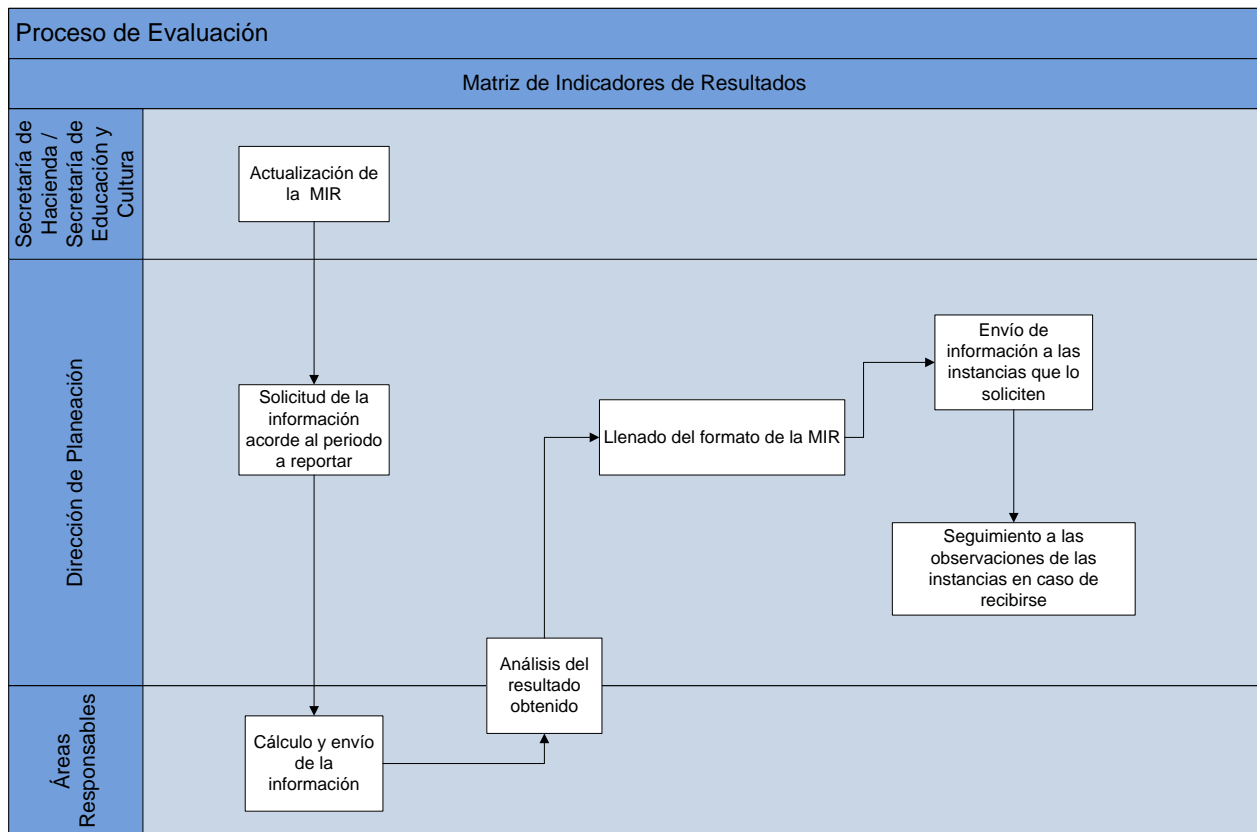 Proceso de Evaluación
Matriz de Indicadores de Resultados
Secretaría de
Hacienda /
Secretaría de
Educación y
Cultura
Actualización de
la MIR
Dirección de Planeación
Solicitud de la
información
acorde al periodo
a reportar
Llenado del formato de la MIR
Envío de
información a las
instancias que lo
soliciten
Seguimiento a las
observaciones de las
instancias en caso de
recibirse
Análisis del
resultado
obtenido
Áreas
Responsables
Cálculo y envío
de la
información